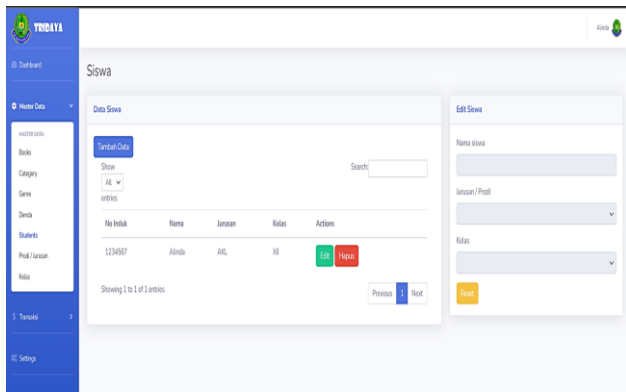 TRIDAYA
Alinda
Dashboard
Siswa
Master Data
Data Siswa
Edit Siswa
MASTER DATA:
Books
Category
Genre
Denda
Students
Prodi / Jurusan
Kelas
Tambah Data
Show
All
entries
Search:
Nama siswa
Jurusan / Prodi
Kelas
No Induk Nama Jurusan Kelas Actions
1234567 Alinda AKL XII Edit Hapus
Showing 1 to 1 of 1 entries
Previous 1 Next
Reset
$ Transaksi
Settings